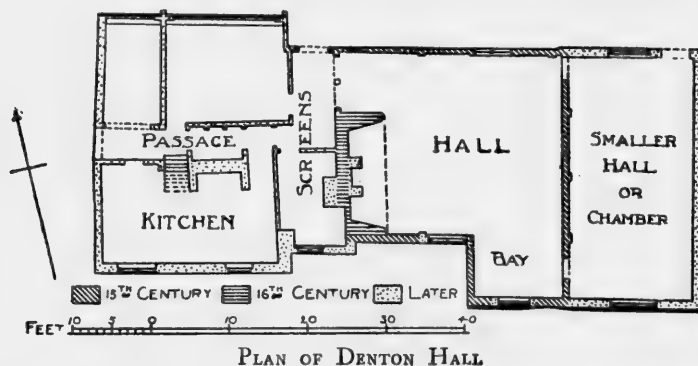 PASSAGE
KITCHEN
SCREENS
HALL
BAY
SMALLER
HALL
OR
CHAMBER
15TH CENTURY 16TH CENTURY LATER
FEET 10 5 0 10 20 30 40
PLAN OF DENTON HALL